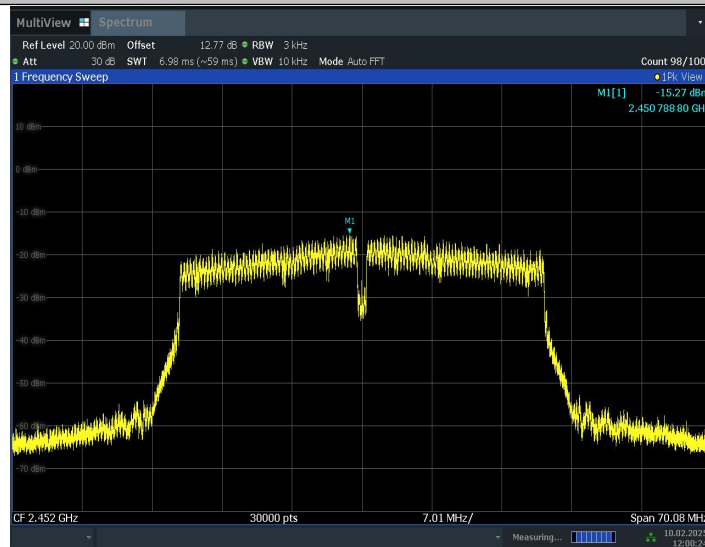 MultiView Spectrum
Ref Level 20.00 dBm Offset 12.77 dB RBW 3 kHz
Att 30 dB SWT 6.98 ms (~59 ms) VBW 10 kHz Mode Auto FFT Count 98/100
1 Frequency Sweep 1Pk View
M1[1] -15.27 dBm
2.450 788 80 GH
10 dBm
0 dBm
M1
-10 dBm
-20 dBm
-30 dBm
-40 dBm
-50 dBm
-60 dBm
-70 dBm
CF 2.452 GHz 30000 pts 7.01 MHz/ Span 70.08 MHz
Measuring... 10.02.2025
12:00:24